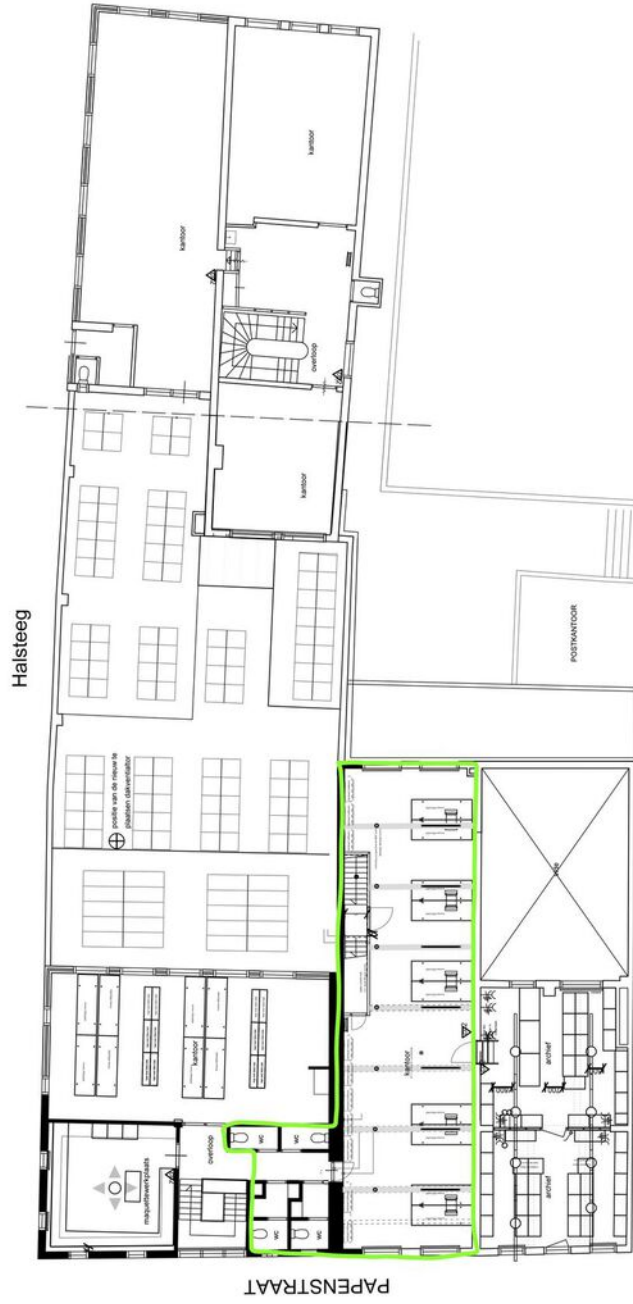 Halsteeg
kantoor
kantoor
overloop
kantoor
POSTKANTOOR
positie van de nieuw te
plaatsen dakventilator
kantoor
maquettewerkplaats
overloop
wc
wc
wc
wc
kantoor
vide
archief
archief
PAPENSTRAAT